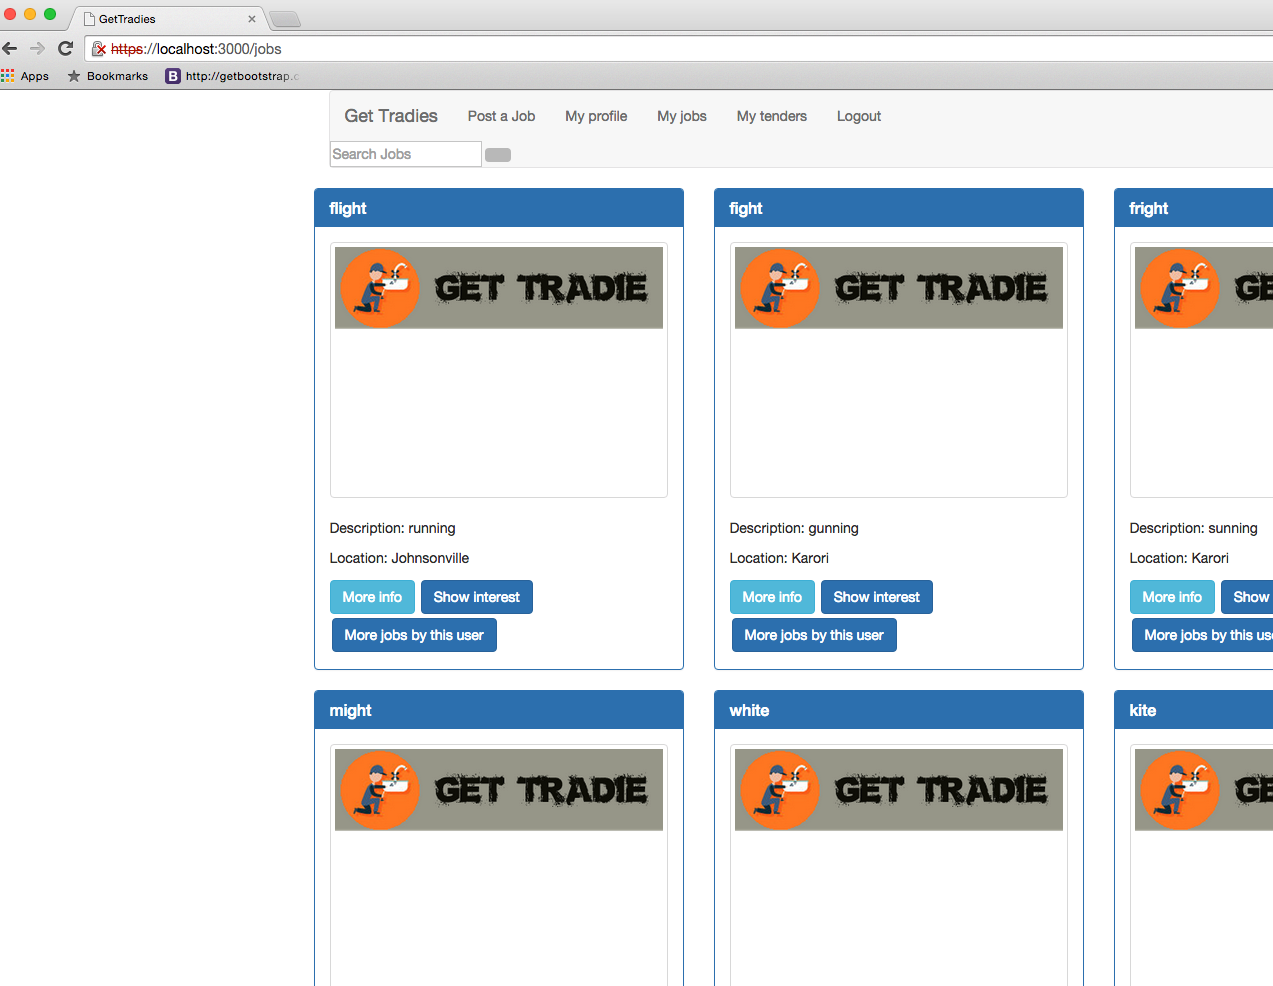 GetTradies
https://localhost:3000/jobs
Apps Bookmarks B http://getbootstrap.c
Get Tradies Post a Job My profile My jobs My tenders Logout
Search Jobs
flight fight fright
GET TRADIE GET TRADIE GE
Description: running Description: gunning Description: sunning
Location: Johnsonville Location: Karori Location: Karori
More info Show interest More info Show interest More info Show
More jobs by this user More jobs by this user More jobs by this us
might white kite
GET TRADIE GET TRADIE GE